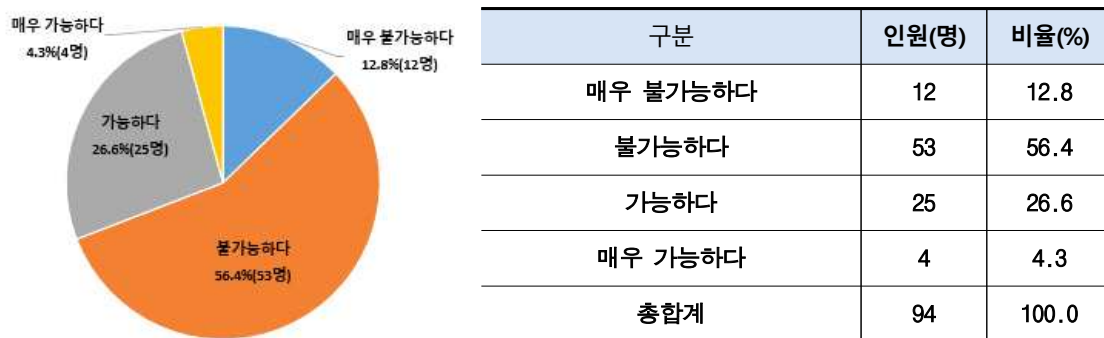 매우 가능하다
4.3%(4명)
매우 불가능하다
12.8%(12명)
가능하다
26.6%(25명)
불가능하다
56.4%(53명)
구분 인원(명) 비율(%)
매우 불가능하다 12 12.8
불가능하다 53 56.4
가능하다 25 26.6
매우 가능하다 4 4.3
총합계 94 100.0